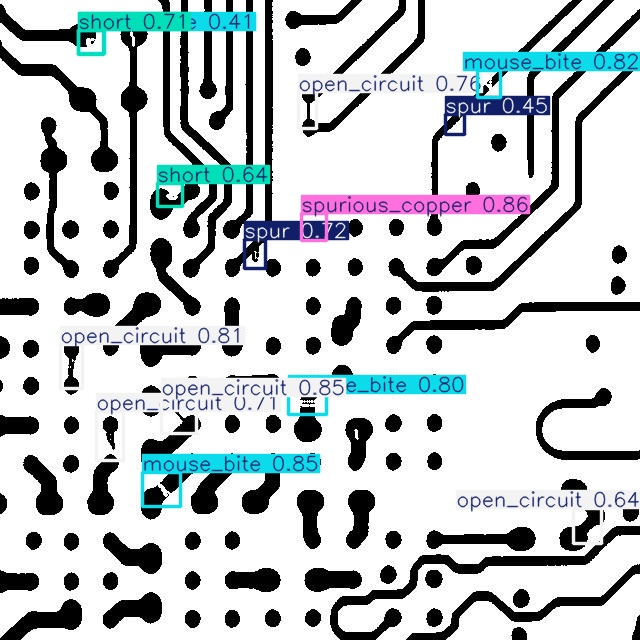 short 0.71 e 0.41
mouse_bite 0.82
open_circuit 0.76
spur 0.45
short 0.64
spurious_copper 0.86
spur 0.72
open_circuit 0.81
open_circuit 0.85 e_bite 0.80
open_circuit 0.71
mouse_bite 0.85
open_circuit 0.64